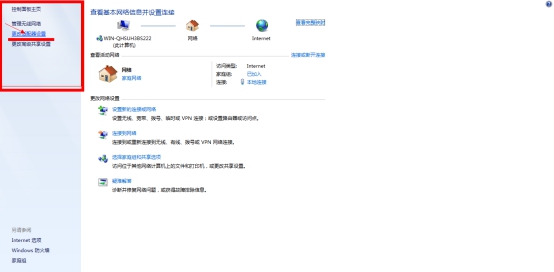 控制面板主页
管理无线网络
更改适配器设置
更改高级共享设置
查看基本网络信息并设置连接
查看完整映射
WIN-QHSLH3BS222
(此计算机)
网络
Internet
查看活动网络
连接或断开连接
网络
家庭网络
访问类型: Internet
家庭组: 已加入
连接: 本地连接
更改网络设置
设置新的连接或网络
设置无线、宽带、拨号、临时或 VPN 连接；或设置路由器或访问点。
连接到网络
连接到或重新连接到无线、有线、拨号或 VPN 网络连接。
选择家庭组和共享选项
访问位于其他网络计算机上的文件和打印机，或更改共享设置。
疑难解答
诊断并修复网络问题，或获得故障排除信息。
另请参阅
Internet 选项
Windows 防火墙
家庭组